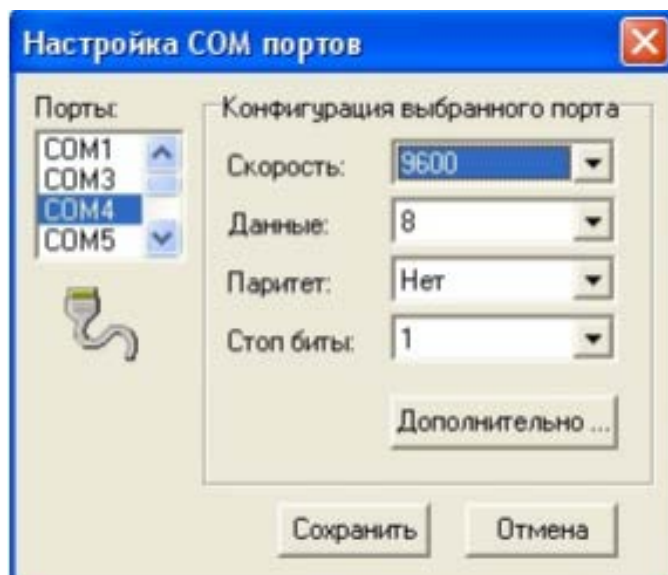 Настройка COM портов
Порты:
COM1
COM3
COM4
COM5
Конфигурация выбранного порта
Скорость:
9600
Данные:
8
Паритет:
Нет
Стоп биты:
1
Дополнительно ...
Сохранить
Отмена